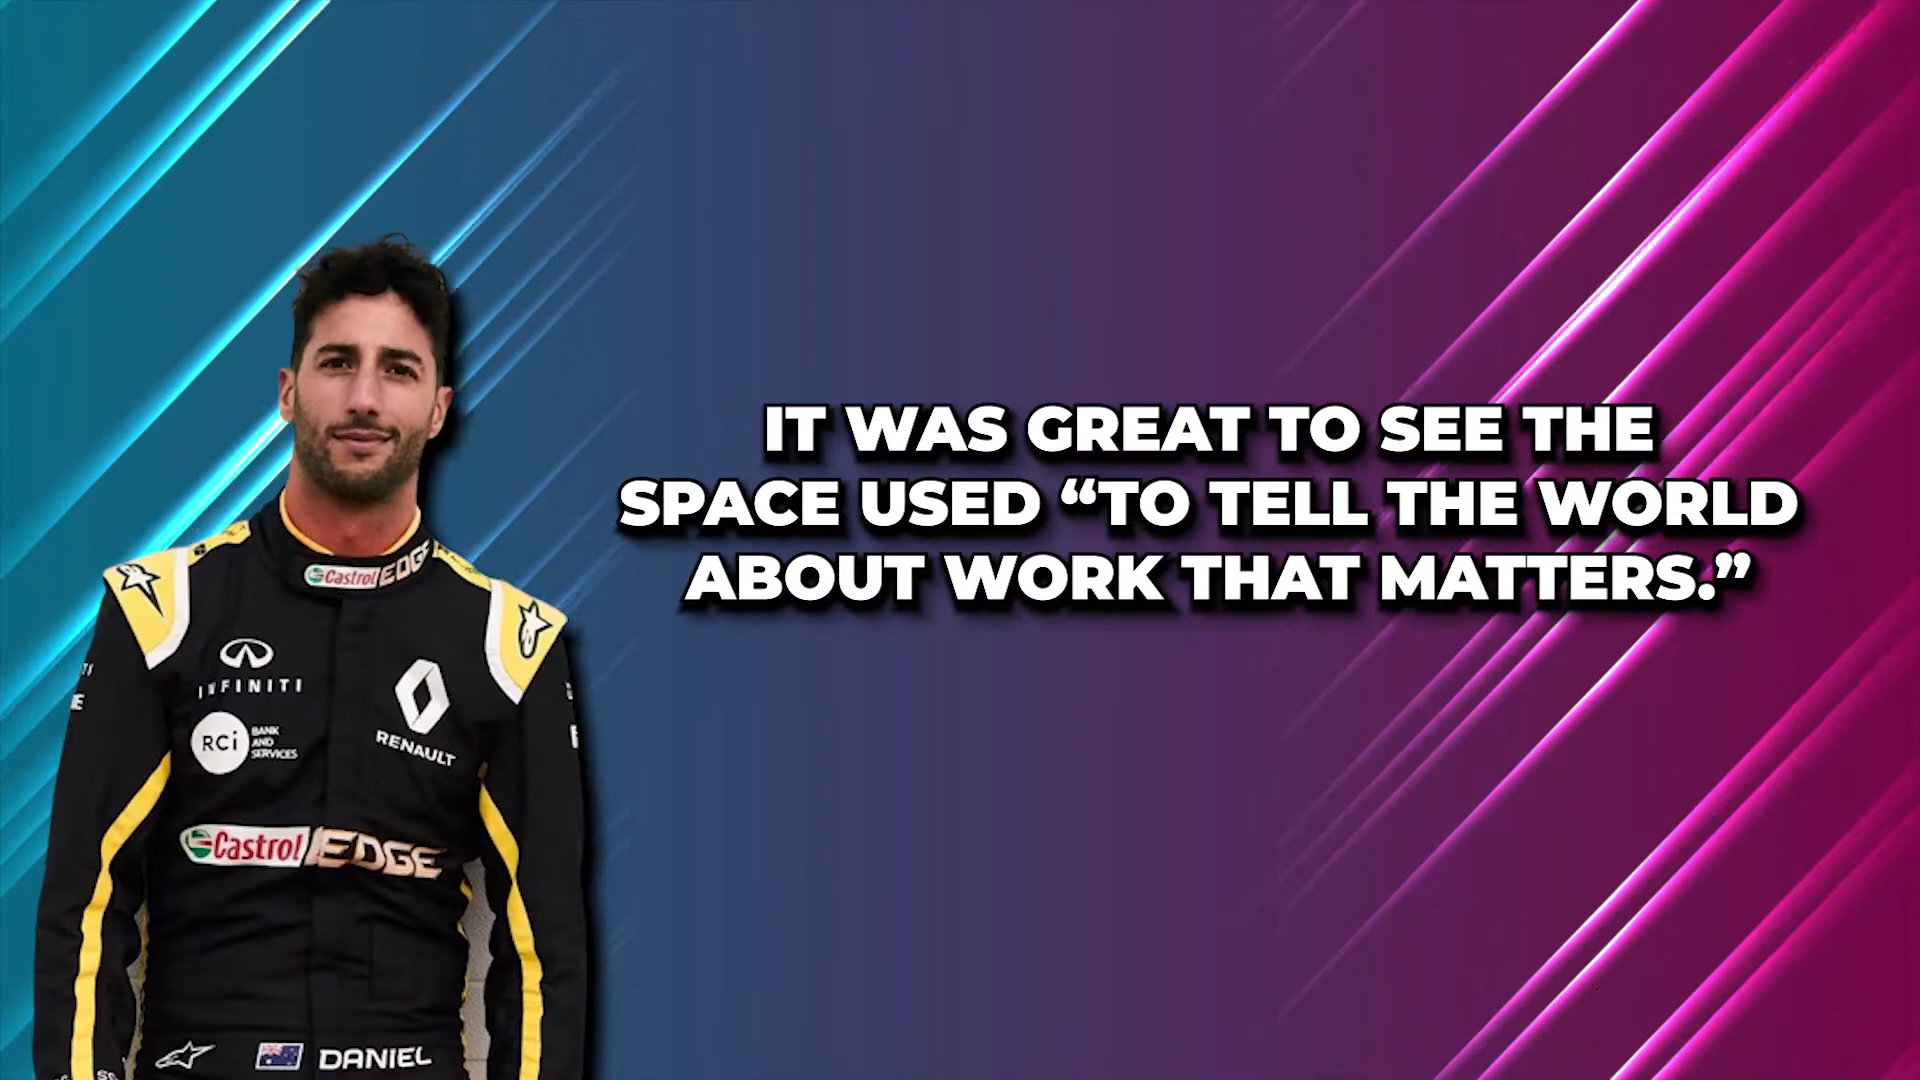 IT WAS GREAT TO SEE THE
SPACE USED “TO TELL THE WORLD
ABOUT WORK THAT MATTERS.”
Castrol EDGE
INFINITI
RCi BANK
AND
SERVICES
RENAULT
Castrol EDGE
DANIEL